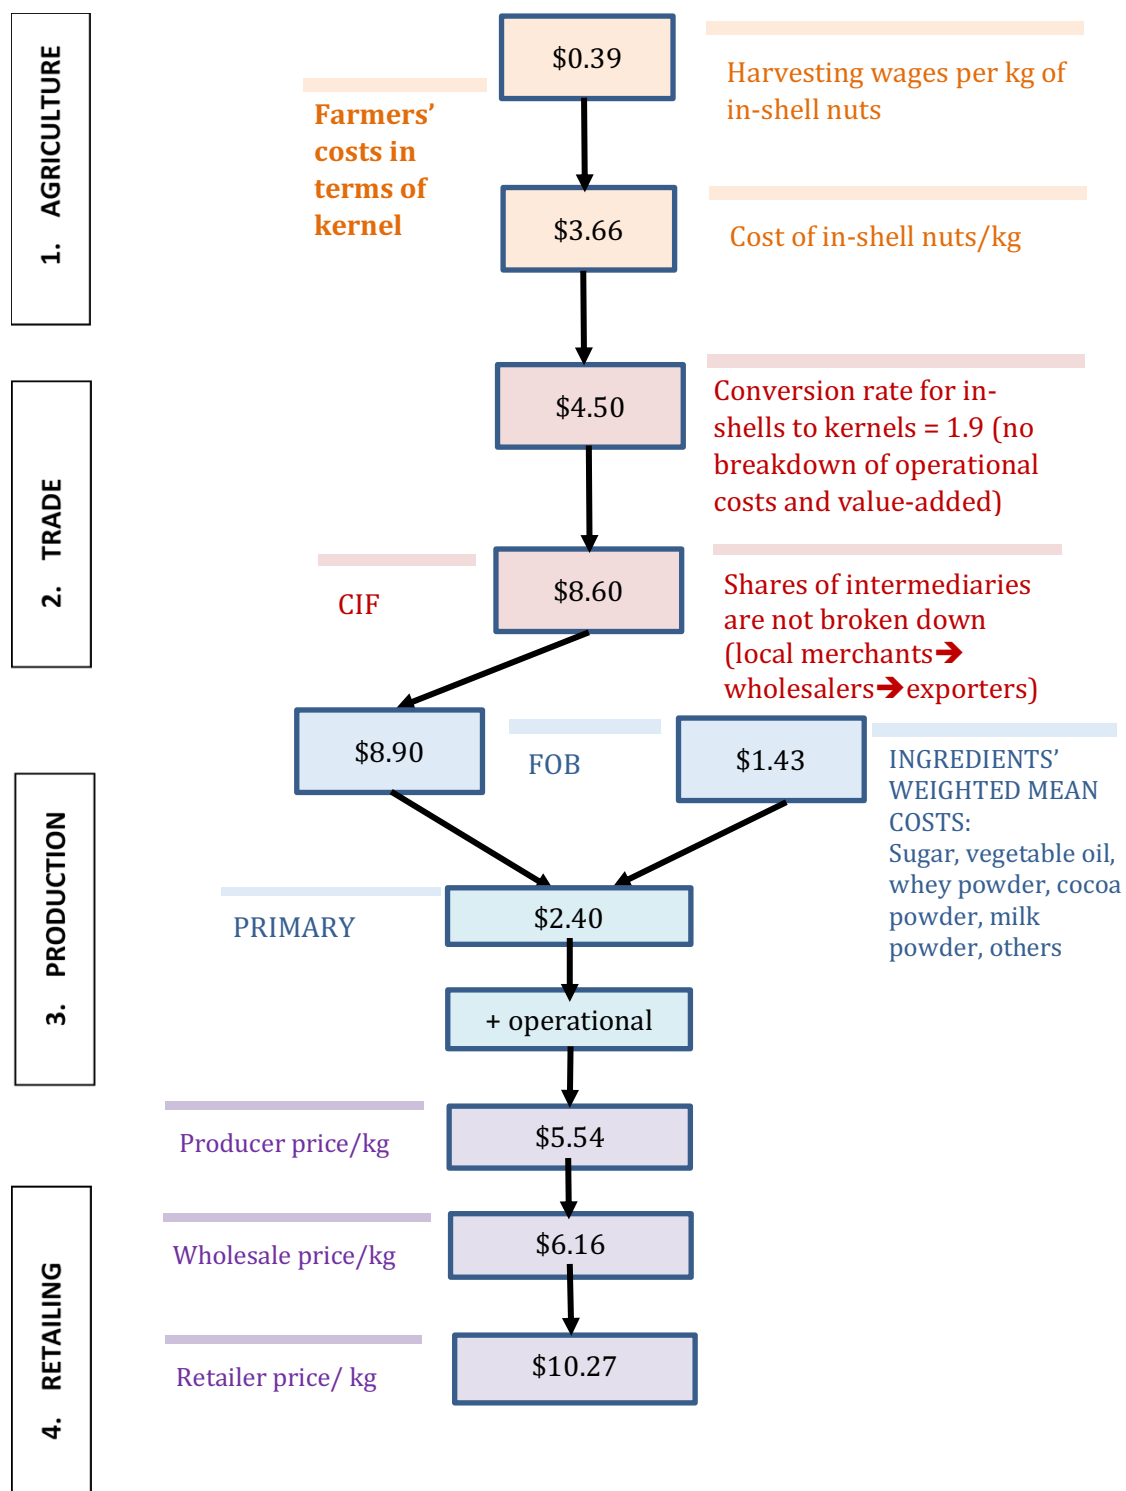 1. AGRICULTURE
$0.39
Harvesting wages per kg of
in-shell nuts
Farmers’
costs in
terms of
kernel
$3.66
Cost of in-shell nuts/kg
2. TRADE
$4.50
Conversion rate for in-
shells to kernels = 1.9 (no
breakdown of operational
costs and value-added)
CIF
$8.60
Shares of intermediaries
are not broken down
(local merchants➔
wholesalers➔exporters)
3. PRODUCTION
$8.90
FOB
$1.43
INGREDIENTS’
WEIGHTED MEAN
COSTS:
Sugar, vegetable oil,
whey powder, cocoa
powder, milk
powder, others
PRIMARY
$2.40
+ operational
Producer price/kg
$5.54
4. RETAILING
Wholesale price/kg
$6.16
Retailer price/ kg
$10.27